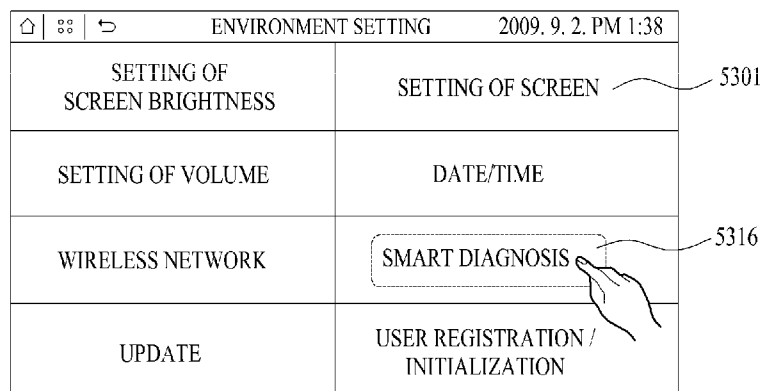 ENVIRONMENT SETTING 2009. 9. 2. PM 1:38
SETTING OF
SCREEN BRIGHTNESS
SETTING OF SCREEN
5301
SETTING OF VOLUME
DATE/TIME
WIRELESS NETWORK
SMART DIAGNOSIS
5316
UPDATE
USER REGISTRATION /
INITIALIZATION